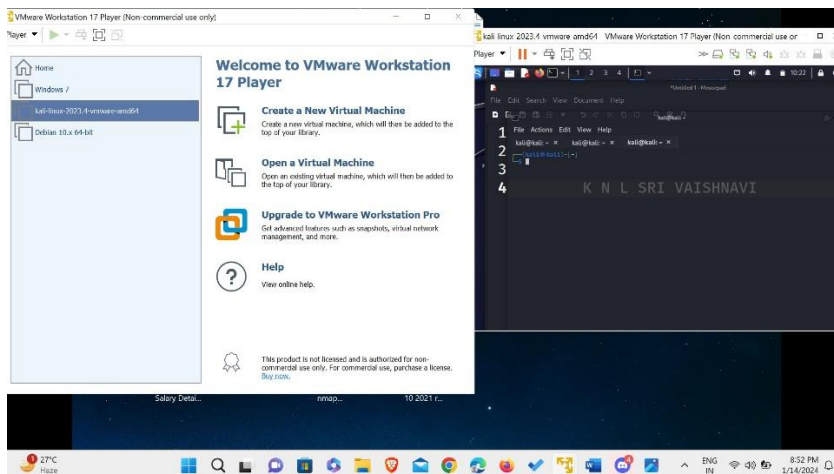 VMware Workstation 17 Player (Non-commercial use only)
Player
Home
Windows 7
kali-linux-2023.4-vmware-amd64
Debian 10.x 64-bit
Welcome to VMware Workstation
17 Player
Create a New Virtual Machine
Create a new virtual machine, which will then be added to the
top of your library.
Open a Virtual Machine
Open an existing virtual machine, which will then be added to
the top of your library.
Upgrade to VMware Workstation Pro
Get advanced features such as snapshots, virtual network
management, and more.
Help
View online help.
This product is not licensed and is authorized for non-
commercial use only. For commercial use, purchase a license.
Buy now.
kali linux 2023.4 vmware amd64 VMware Workstation 17 Player (Non commercial use or
Player
1 2 3 4
10:22
*Untitled 1 - Mousepad
File Edit Search View Document Help
kali@kali: ~
File Actions Edit View Help
kali@kali: ~ × kali@kali: ~ × kali@kali: ~ ×
(kali㉿kali)-[~]
1
2
3
4 K N L SRI VAISHNAVI
Salary Detai... nmap... 10 2021 r...
27°C
Haze
ENG
IN
8:52 PM
1/14/2024